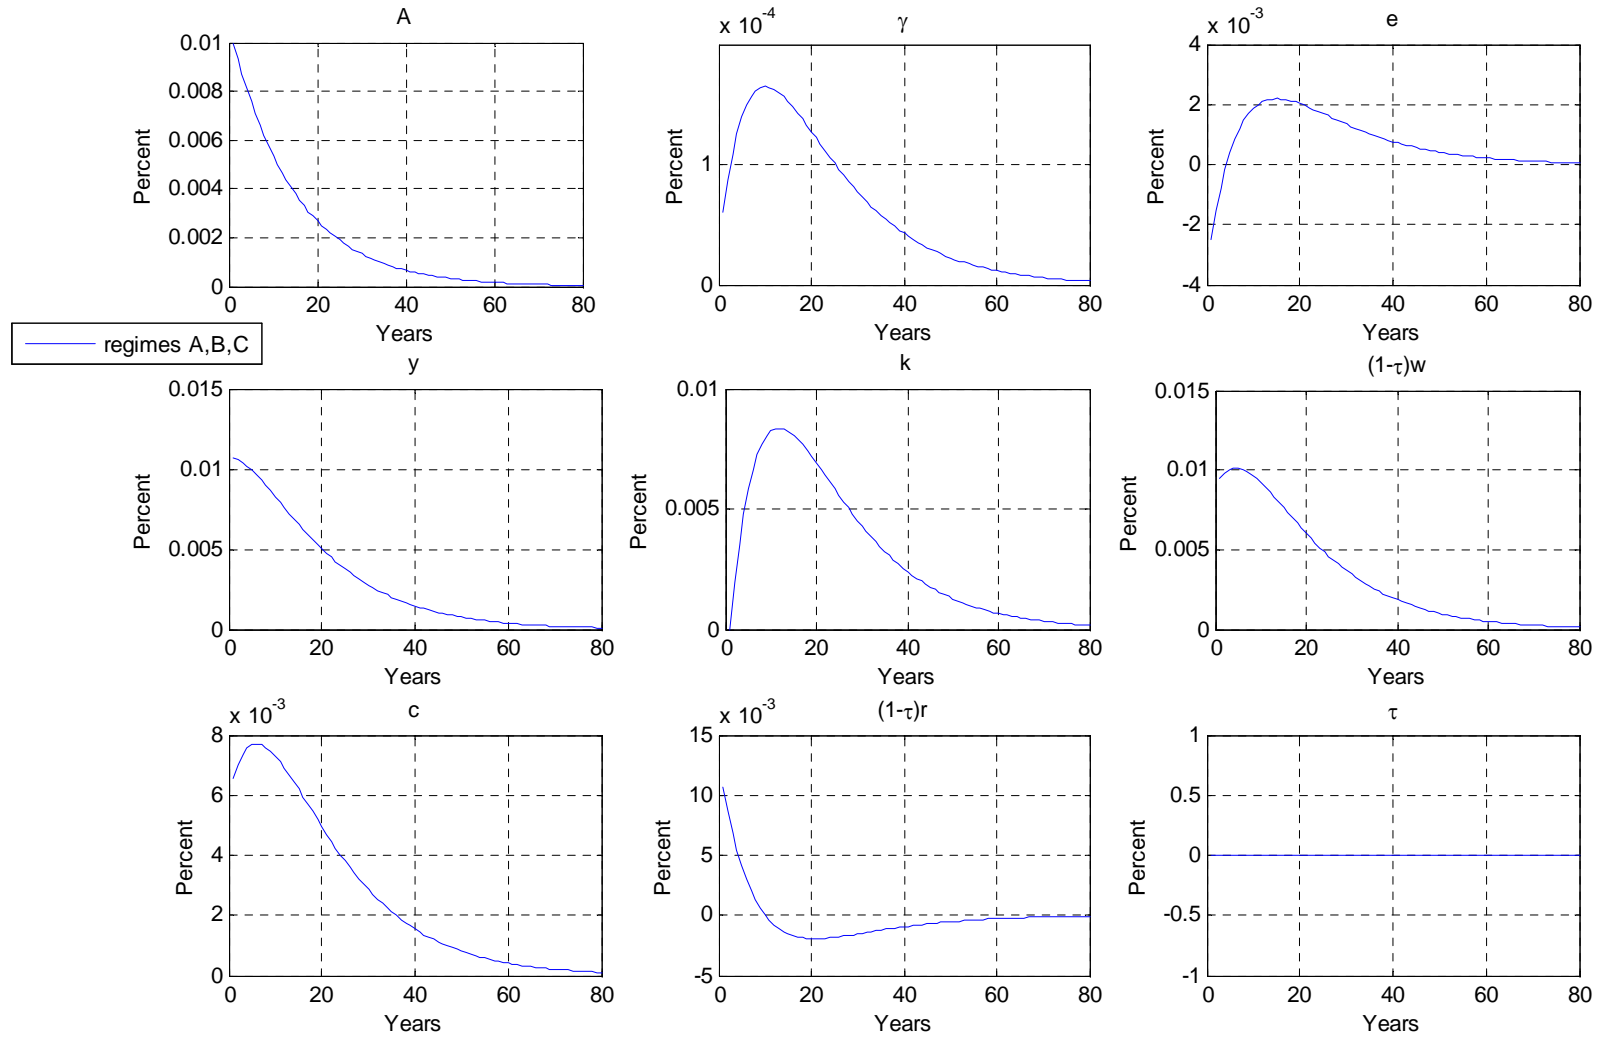 A
0.01
0.008
0.006
0.004
0.002
0
Percent
0 20 40 60 80
Years
x 10-4
γ
1
0
Percent
0 20 40 60 80
Years
x 10-3
e
4
2
0
-2
-4
Percent
0 20 40 60 80
Years
regimes A,B,C
y
0.015
0.01
0.005
0
Percent
0 20 40 60 80
Years
k
0.01
0.005
0
Percent
0 20 40 60 80
Years
(1-τ)w
0.015
0.01
0.005
0
Percent
0 20 40 60 80
Years
x 10-3
c
8
6
4
2
0
Percent
0 20 40 60 80
Years
x 10-3
(1-τ)r
15
10
5
0
-5
Percent
0 20 40 60 80
Years
τ
1
0.5
0
-0.5
-1
Percent
0 20 40 60 80
Years